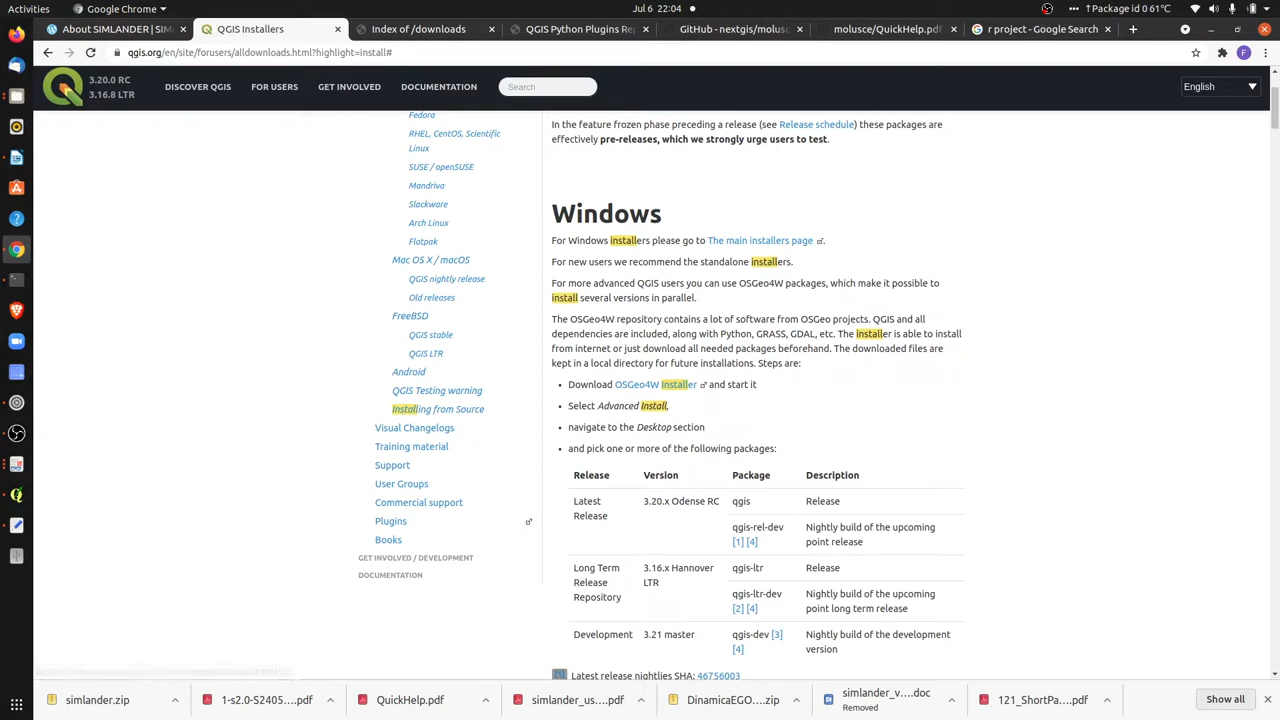 Activities
Google Chrome
Jul 6 22:04
Packagd 0 61°C
About SIMLANDER
QGIS Installers
Index of /downloads
QGIS Python Plugins Re
GitHub - nextgis/molus
molusce/QuickHelp.pdf
r project - Google Search
qgis.org/en/site/forusers/alldownloads.html?highlight=install#
F
3.20.0 RC
3.16.8 LTR
DISCOVER QGIS
FOR USERS
GET INVOLVED
DOCUMENTATION
Search
English
Fedora
RHEL, CentOS, Scientific
Linux
SUSE / openSUSE
Mandriva
Slackware
Arch Linux
Flatpak
Mac OS X / macOS
QGIS nightly release
Old releases
FreeBSD
QGIS stable
QGIS LTR
Android
QGIS Testing warning
Installing from Source
Visual Changelogs
Training material
Support
User Groups
Commercial support
Plugins
Books
GET INVOLVED / DEVELOPMENT
DOCUMENTATION
In the feature frozen phase preceding a release (see Release schedule) these packages are
effectively pre-releases, which we strongly urge users to test.
Windows
For Windows installers please go to The main installers page.
For new users we recommend the standalone installers.
For more advanced QGIS users you can use OSGeo4W packages, which make it possible to
install several versions in parallel.
The OSGeo4W repository contains a lot of software from OSGeo projects. QGIS and all
dependencies are included, along with Python, GRASS, GDAL, etc. The installer is able to install
from internet or just download all needed packages beforehand. The downloaded files are
kept in a local directory for future installations. Steps are:
• Download OSGeo4W Installer and start it
• Select Advanced Install,
• navigate to the Desktop section
• and pick one or more of the following packages:
Release Version Package Description
Latest 3.20.x Odense RC qgis Release
Release
qgis-rel-dev Nightly build of the upcoming
[1] [4] point release
Long Term 3.16.x Hannover qgis-ltr Release
Release LTR
Repository qgis-ltr-dev Nightly build of the upcoming
[2] [4] point long term release
Development 3.21 master qgis-dev [3] Nightly build of the development
[4] version
[1] Latest release nightlies SHA: 46756003
simlander.zip
1-s2.0-S2405....pdf
QuickHelp.pdf
simlander_us....pdf
DinamicaEGO....zip
simlander_v....doc
Removed
121_ShortPa....pdf
Show all